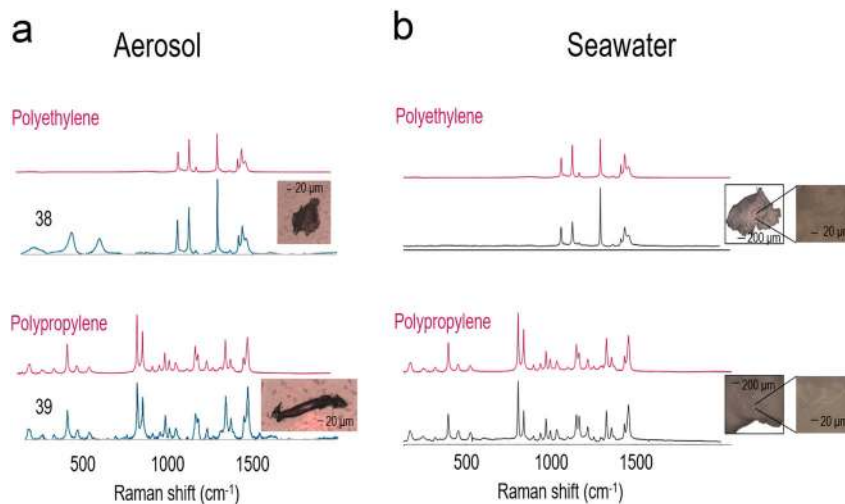 a
Aerosol
Polyethylene
– 20 µm
38
Polypropylene
39
– 20 µm
500 1000 1500
Raman shift (cm⁻¹)
b
Seawater
Polyethylene
– 200 µm
– 20 µm
Polypropylene
– 200 µm
– 20 µm
500 1000 1500
Raman shift (cm⁻¹)